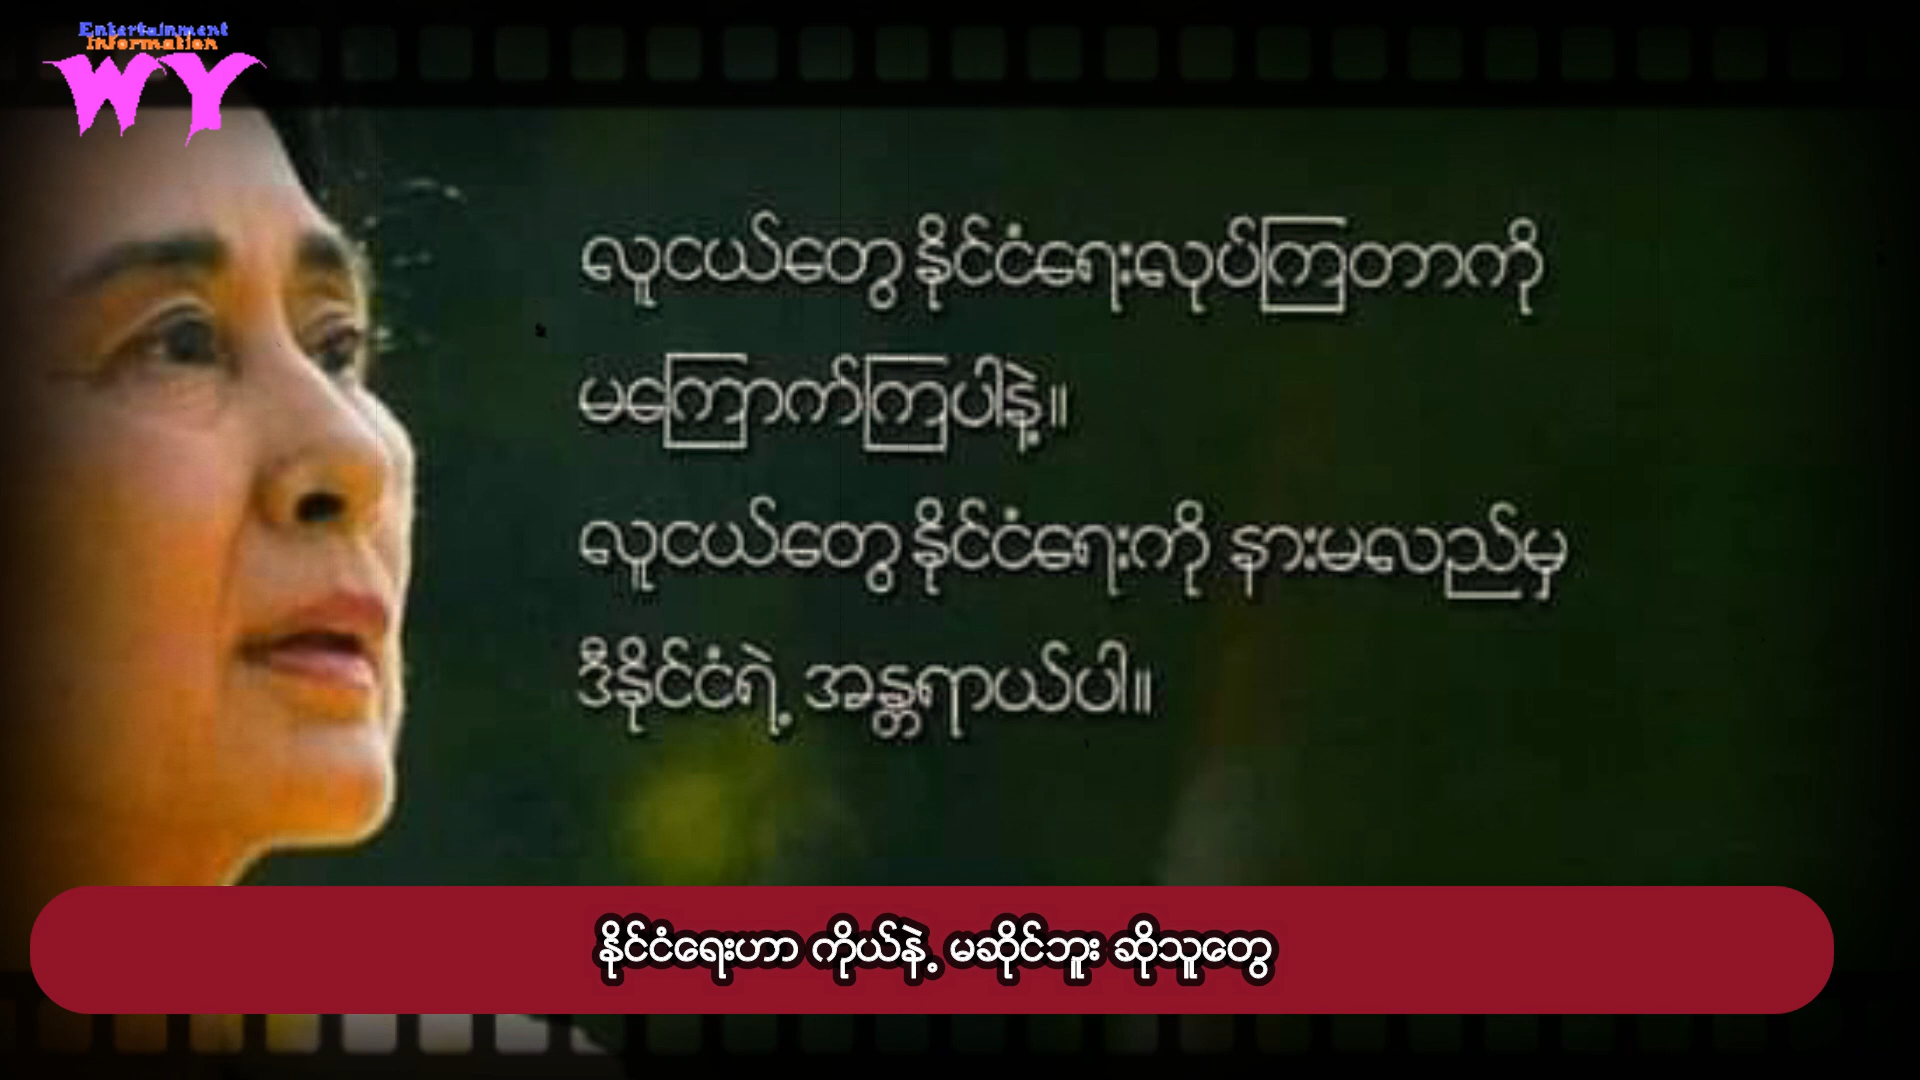 Entertainment
Information
WY
လူငယ်တွေ နိုင်ငံရေးလုပ်ကြတာကို
မကြောက်ကြပါနဲ့။
လူငယ်တွေ နိုင်ငံရေးကို နားမလည်မှ
ဒီနိုင်ငံရဲ့ အန္တရာယ်ပါ။
နိုင်ငံရေးဟာ ကိုယ်နဲ့ မဆိုင်ဘူး ဆိုသူတွေ